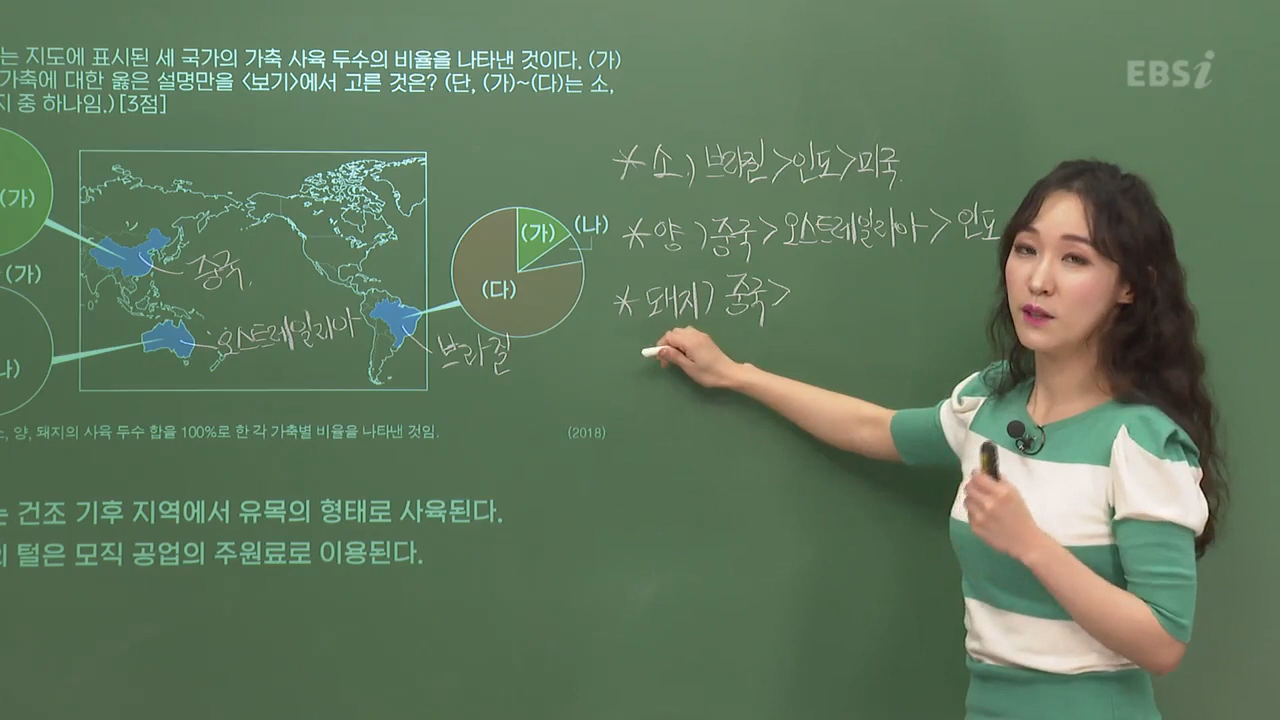 는 지도에 표시된 세 국가의 가축 사육 두수의 비율을 나타낸 것이다. (가)
가축에 대한 옳은 설명만을 <보기>에서 고른 것은? (단, (가)~(다)는 소,
지 중 하나임.) [3점]
EBSi
(가)
(가)
나)
중국
오스트레일리아
브라질
(가)
(나)
(다)
*소) 브라질>인도>미국
*양) 중국>오스트레일리아>인도
*돼지) 중국>
소, 양, 돼지의 사육 두수 합을 100%로 한 각 가축별 비율을 나타낸 것임.
(2018)
는 건조 기후 지역에서 유목의 형태로 사육된다.
의 털은 모직 공업의 주원료로 이용된다.